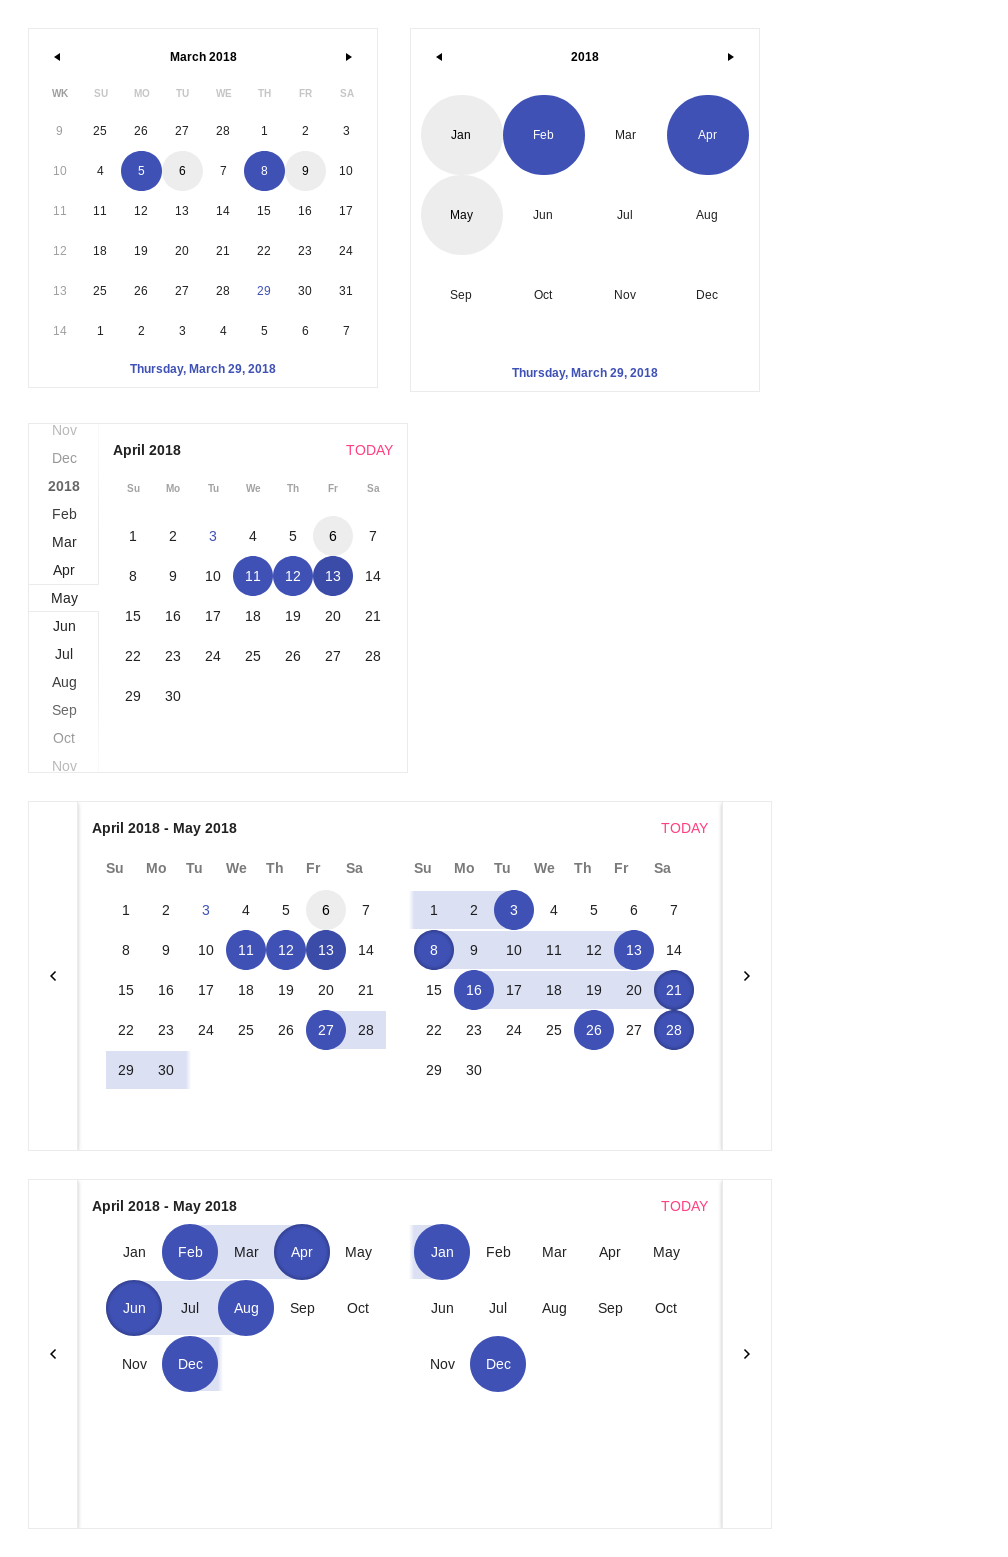 March 2018
WK SU MO TU WE TH FR SA
9 25 26 27 28 1 2 3
10 4 5 6 7 8 9 10
11 11 12 13 14 15 16 17
12 18 19 20 21 22 23 24
13 25 26 27 28 29 30 31
14 1 2 3 4 5 6 7
Thursday, March 29, 2018
2018
Jan Feb Mar Apr
May Jun Jul Aug
Sep Oct Nov Dec
Thursday, March 29, 2018
Nov
Dec
2018
Feb
Mar
Apr
May
Jun
Jul
Aug
Sep
Oct
Nov
April 2018 TODAY
Su Mo Tu We Th Fr Sa
1 2 3 4 5 6 7
8 9 10 11 12 13 14
15 16 17 18 19 20 21
22 23 24 25 26 27 28
29 30
April 2018 - May 2018 TODAY
Su Mo Tu We Th Fr Sa
1 2 3 4 5 6 7
8 9 10 11 12 13 14
15 16 17 18 19 20 21
22 23 24 25 26 27 28
29 30
Su Mo Tu We Th Fr Sa
1 2 3 4 5 6 7
8 9 10 11 12 13 14
15 16 17 18 19 20 21
22 23 24 25 26 27 28
29 30
April 2018 - May 2018 TODAY
Jan Feb Mar Apr May
Jun Jul Aug Sep Oct
Nov Dec
Jan Feb Mar Apr May
Jun Jul Aug Sep Oct
Nov Dec